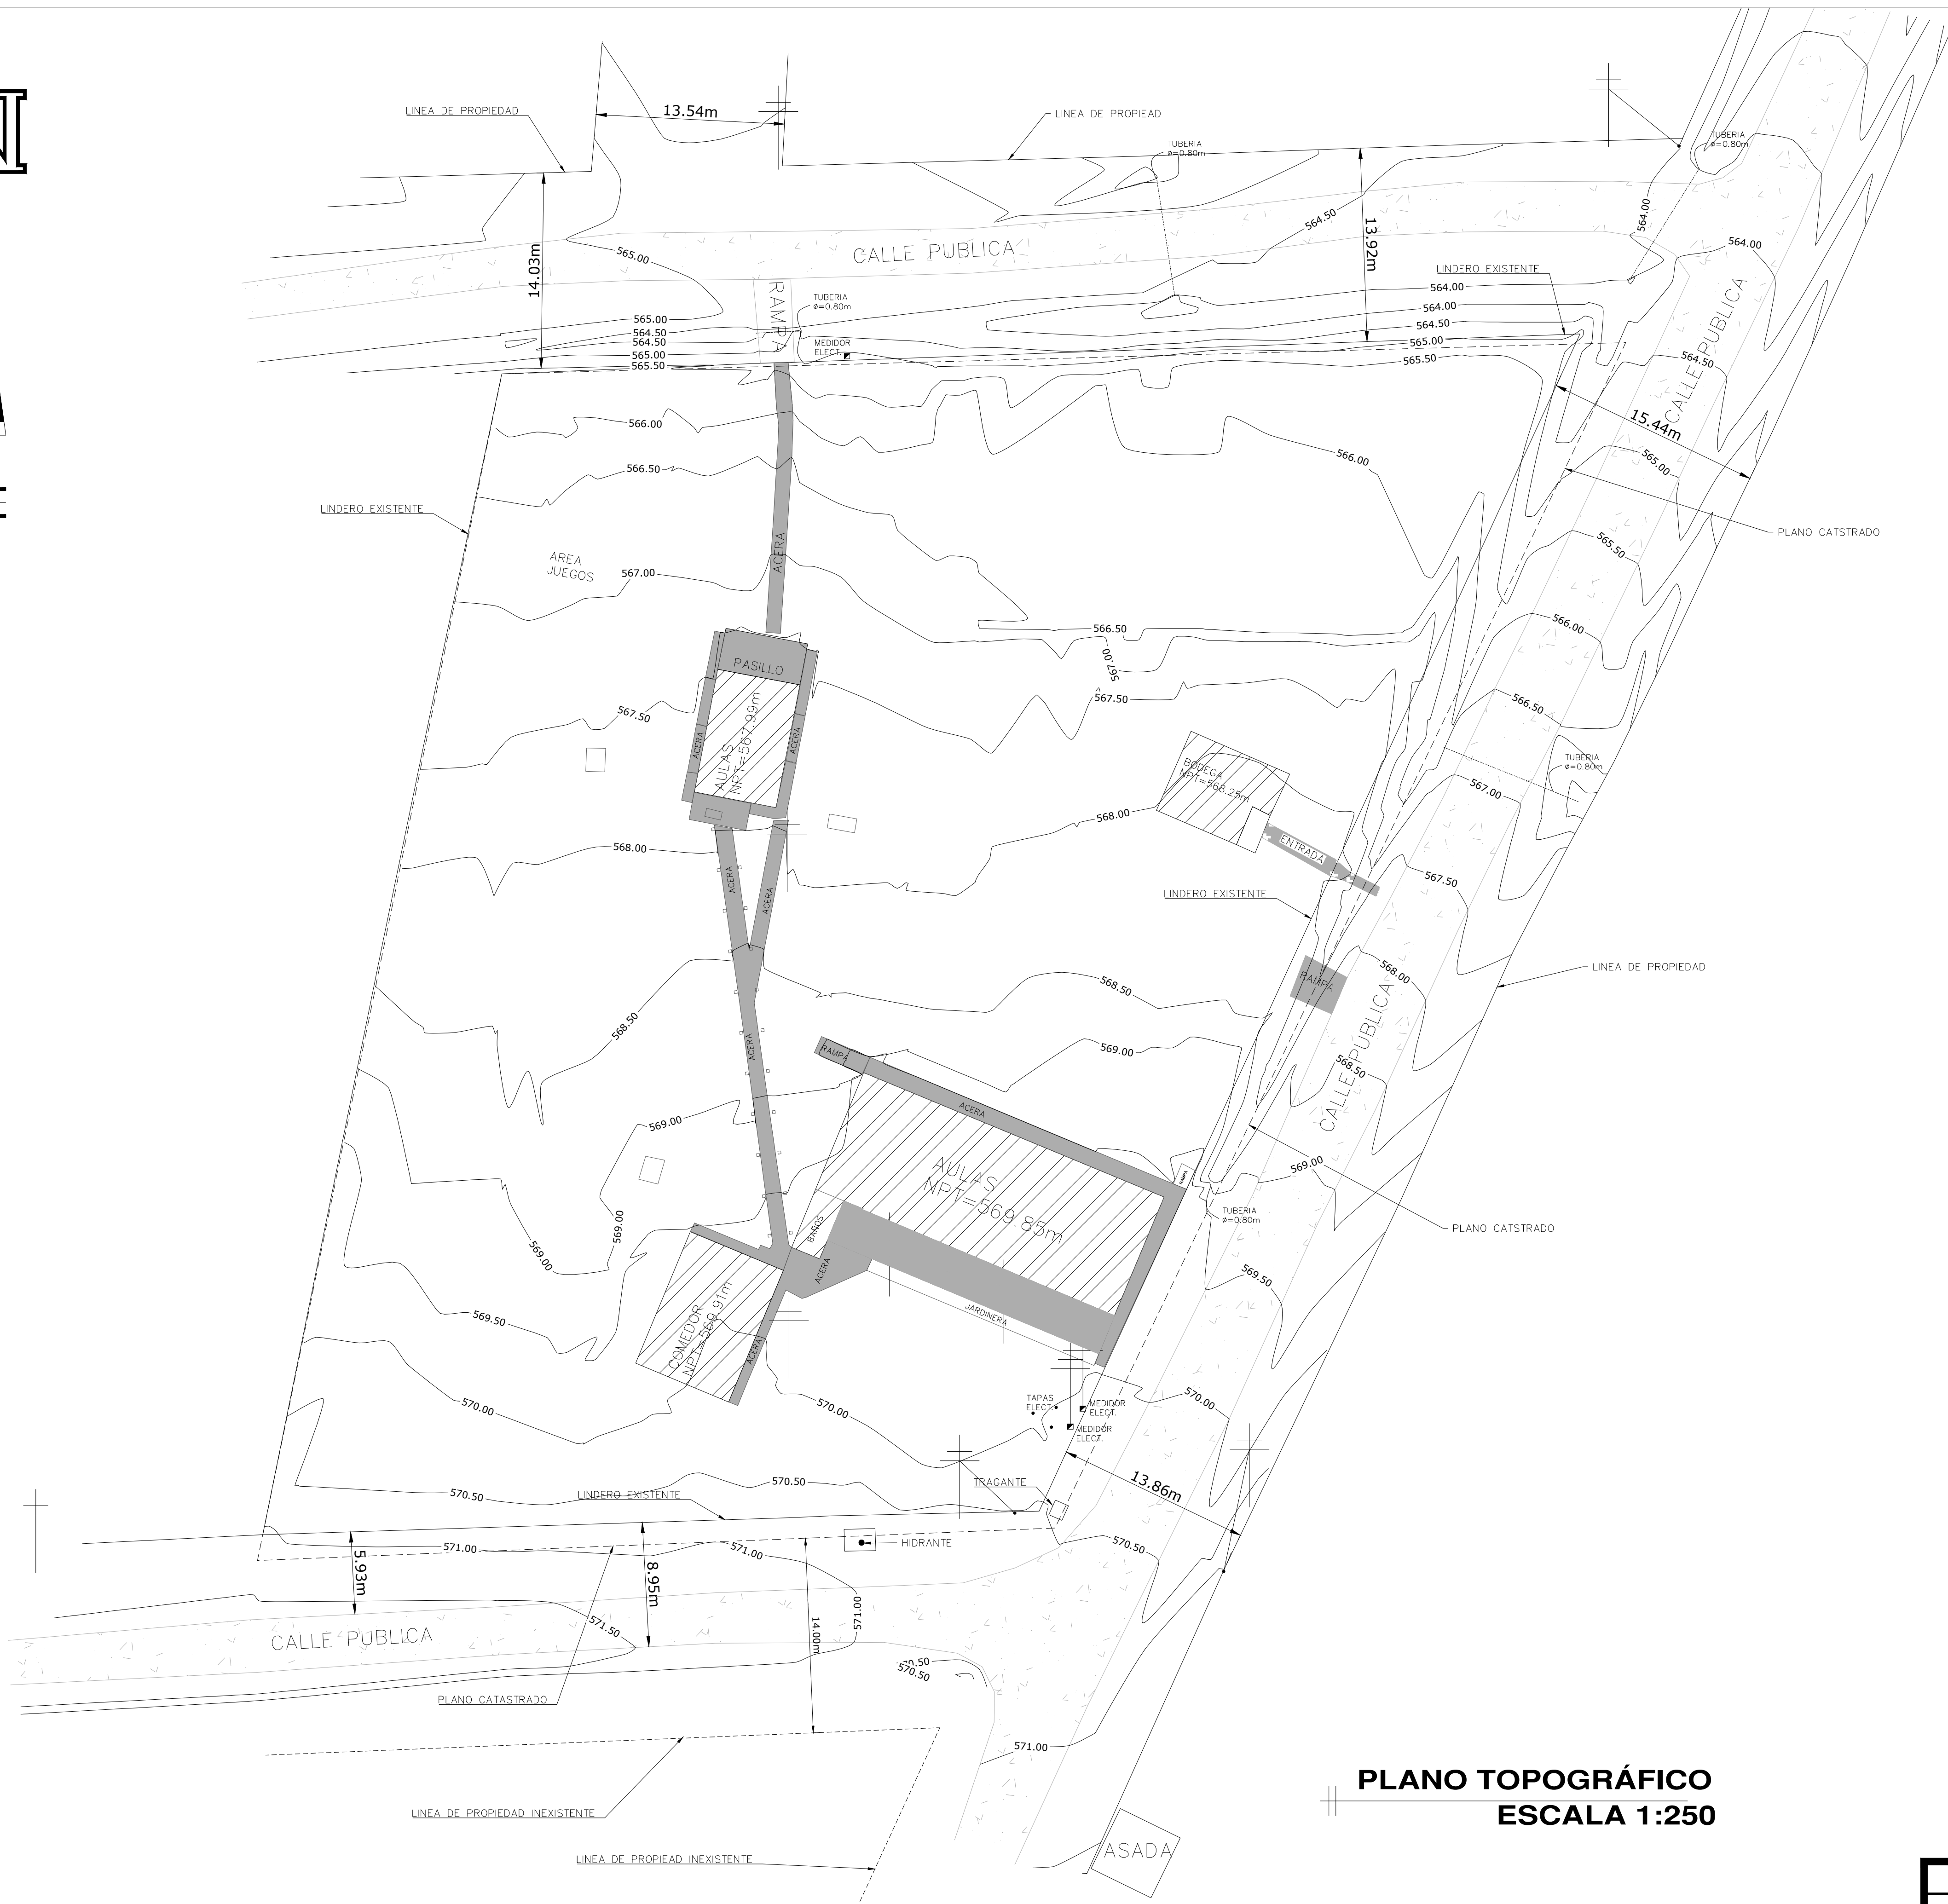 LINEA DE PROPIEDAD
13.54m
LINEA DE PROPIEAD
TUBERIA
ø=0.80m
TUBERIA
ø=0.80m
564.00
564.50
565.00
CALLE PUBLICA
13.92m
14.03m
564.00
LINDERO EXISTENTE
564.00
564.00
564.50
565.00
565.50
RAMPA
TUBERIA
ø=0.80m
MEDIDOR
ELECT.
565.00
564.50
564.50
565.00
565.50
CALLE PUBLICA
564.50
15.44m
566.00
566.00
566.50
565.00
LINDERO EXISTENTE
PLANO CATSTRADO
565.50
ACERA
AREA
JUEGOS
567.00
566.50
566.00
567.00
567.50
PASILLO
567.50
ACERA
AULAS
NPT=567.99m
ACERA
566.50
TUBERIA
ø=0.80m
567.00
BODEGA
NPT=568.25m
568.00
568.00
ENTRADA
ACERA
ACERA
567.50
LINDERO EXISTENTE
LINEA DE PROPIEDAD
568.00
RAMPA
568.50
568.50
CALLE PUBLICA
568.50
ACERA
RAMPA
569.00
ACERA
569.00
AULAS
NPT=569.85m
RAMPA
569.00
TUBERIA
ø=0.80m
PLANO CATSTRADO
569.00
569.00
BAÑOS
ACERA
569.50
569.50
JARDINERA
COMEDOR
NPT=569.91m
ACERA
570.00
570.00
TAPAS
ELECT.
MEDIDOR
ELECT.
MEDIDOR
ELECT.
570.00
13.86m
570.50
570.50
LINDERO EXISTENTE
TRAGANTE
HIDRANTE
570.50
571.00
571.00
5.93m
8.95m
14.00m
571.00
571.50
CALLE PUBLICA
570.50
PLANO CATASTRADO
571.00
LINEA DE PROPIEDAD INEXISTENTE
LINEA DE PROPIEAD INEXISTENTE
ASADA
PLANO TOPOGRÁFICO
ESCALA 1:250